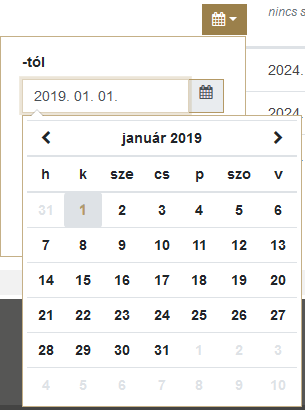 nincs s
-tól
2024.
2019. 01. 01.
2024.
január 2019
h k sze cs p szo v
31 1 2 3 4 5 6
7 8 9 10 11 12 13
14 15 16 17 18 19 20
21 22 23 24 25 26 27
28 29 30 31 1 2 3
4 5 6 7 8 9 10